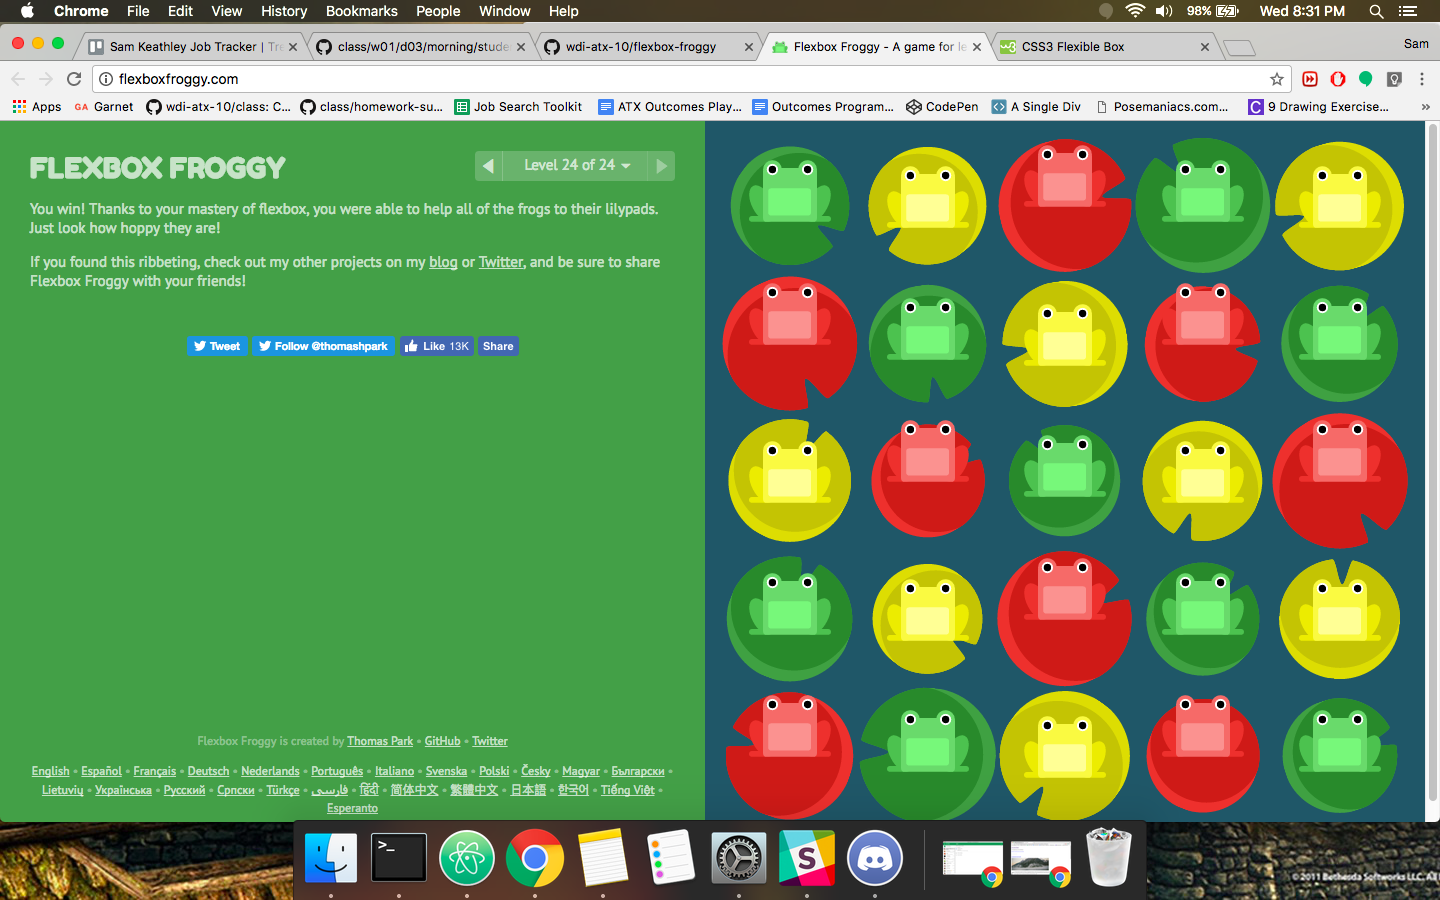 Chrome File Edit View History Bookmarks People Window Help 98% Wed 8:31 PM
Sam Keathley Job Tracker | Tre class/w01/d03/morning/stude wdi-atx-10/flexbox-froggy Flexbox Froggy - A game for le CSS3 Flexible Box Sam
flexboxfroggy.com
Apps GA Garnet wdi-atx-10/class: C... class/homework-su... Job Search Toolkit ATX Outcomes Play... Outcomes Program... CodePen A Single Div Posemaniacs.com... C 9 Drawing Exercise... »
FLEXBOX FROGGY
Level 24 of 24
You win! Thanks to your mastery of flexbox, you were able to help all of the frogs to their lilypads.
Just look how hoppy they are!
If you found this ribbeting, check out my other projects on my blog or Twitter, and be sure to share
Flexbox Froggy with your friends!
Tweet Follow @thomashpark Like 13K Share
Flexbox Froggy is created by Thomas Park • GitHub • Twitter
English • Español • Français • Deutsch • Nederlands • Português • Italiano • Svenska • Polski • Česky • Magyar • Български •
Lietuvių • Українська • Русский • Српски • Türkçe • فارسی • हिंदी • 简体中文 • 繁體中文 • 日本語 • 한국어 • Tiếng Việt •
Esperanto
>_
S
© 2011 Bethesda Softworks LLC. All